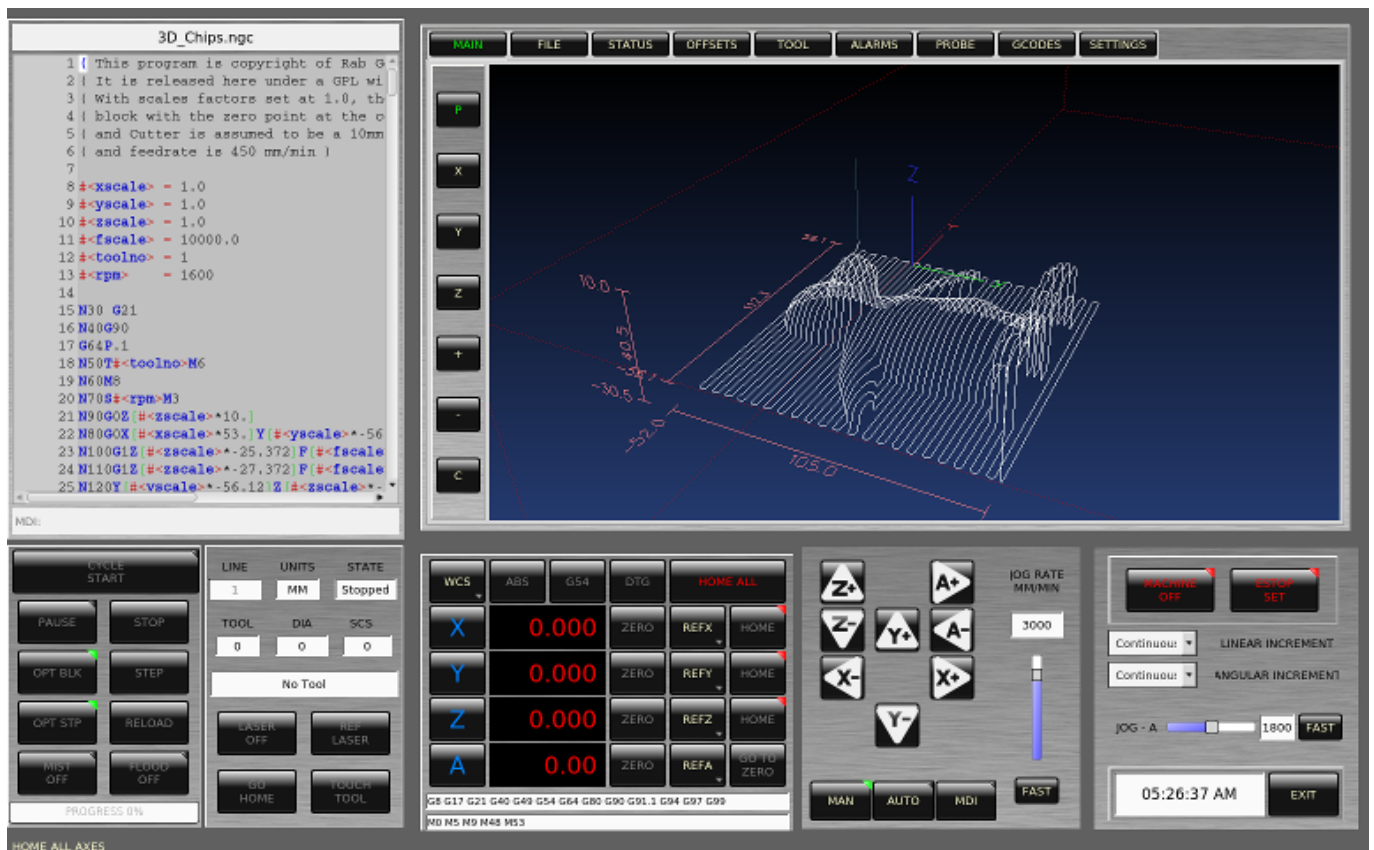 3D_Chips.ngc
1 ( This program is copyright of Rab G
2 ( It is released here under a GPL wi
3 ( With scales factors set at 1.0, th
4 ( block with the zero point at the c
5 ( and Cutter is assumed to be a 10mm
6 ( and feedrate is 450 mm/min )
7
8 #<xscale> = 1.0
9 #<yscale> = 1.0
10 #<zscale> = 1.0
11 #<fscale> = 10000.0
12 #<toolno> = 1
13 #<rpm> = 1600
14
15 N30 G21
16 N40G90
17 G64P.1
18 N50T#<toolno>M6
19 N60M8
20 N70S#<rpm>M3
21 N90G0Z[#<zscale>*10.]
22 N80G0X[#<xscale>*53.]Y[#<yscale>*-56
23 N100G1Z[#<zscale>*-25.372]F[#<fscale
24 N110G1Z[#<zscale>*-27.372]F[#<fscale
25 N120Y[#<yscale>*-56.12]Z[#<zscale>*-
MDI:
MAIN FILE STATUS OFFSETS TOOL ALARMS PROBE GCODES SETTINGS
P
X
Y
Z
+
-
C
Z
Y
10.0
112.3
40.5
-30.5
-52.0
105.0
CYCLE
START
PAUSE STOP
OPT BLK STEP
OPT STP RELOAD
MIST
OFF
FLOOD
OFF
PROGRESS 0%
LINE UNITS STATE
1 MM Stopped
TOOL DIA SCS
0 0 0
No Tool
LASER
OFF
REF
LASER
GO
HOME
TOUCH
TOOL
WCS ABS G54 DTG HOME ALL
X 0.000 ZERO REFX HOME
Y 0.000 ZERO REFY HOME
Z 0.000 ZERO REFZ HOME
A 0.00 ZERO REFA GO TO
ZERO
G8 G17 G21 G40 G49 G54 G64 G80 G90 G91.1 G94 G97 G99
M0 M5 M9 M48 M53
Z+ A+
Z- Y+ A-
X- X+
Y-
JOG RATE
MM/MIN
3000
FAST
MAN AUTO MDI
MACHINE
OFF
ESTOP
SET
Continuou: LINEAR INCREMENT
Continuou: ANGULAR INCREMENT
JOG - A 1800 FAST
05:26:37 AM EXIT
HOME ALL AXES